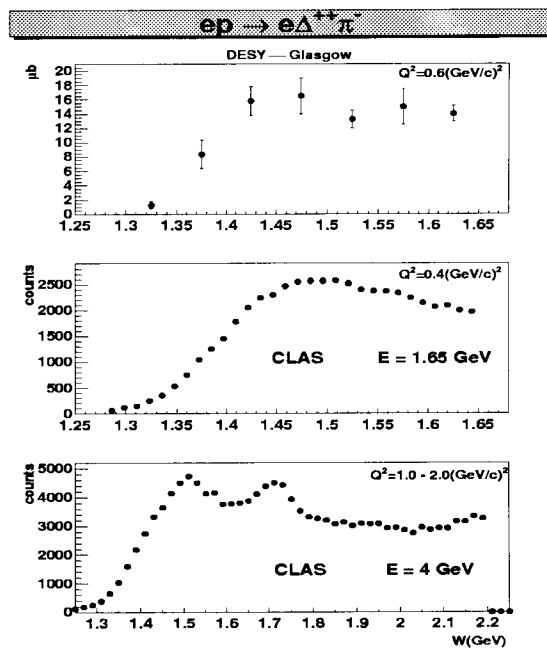 ep → eΔ⁺⁺π⁻
DESY — Glasgow
μb
Q²=0.6(GeV/c)²
20
18
16
14
12
10
8
6
4
2
0
1.25 1.3 1.35 1.4 1.45 1.5 1.55 1.6 1.65
counts
Q²=0.4(GeV/c)²
2500
2000
1500
1000
500
0
CLAS E = 1.65 GeV
1.25 1.3 1.35 1.4 1.45 1.5 1.55 1.6 1.65
counts
Q²=1.0 - 2.0(GeV/c)²
5000
4000
3000
2000
1000
0
CLAS E = 4 GeV
1.3 1.4 1.5 1.6 1.7 1.8 1.9 2 2.1 2.2
W(GeV)